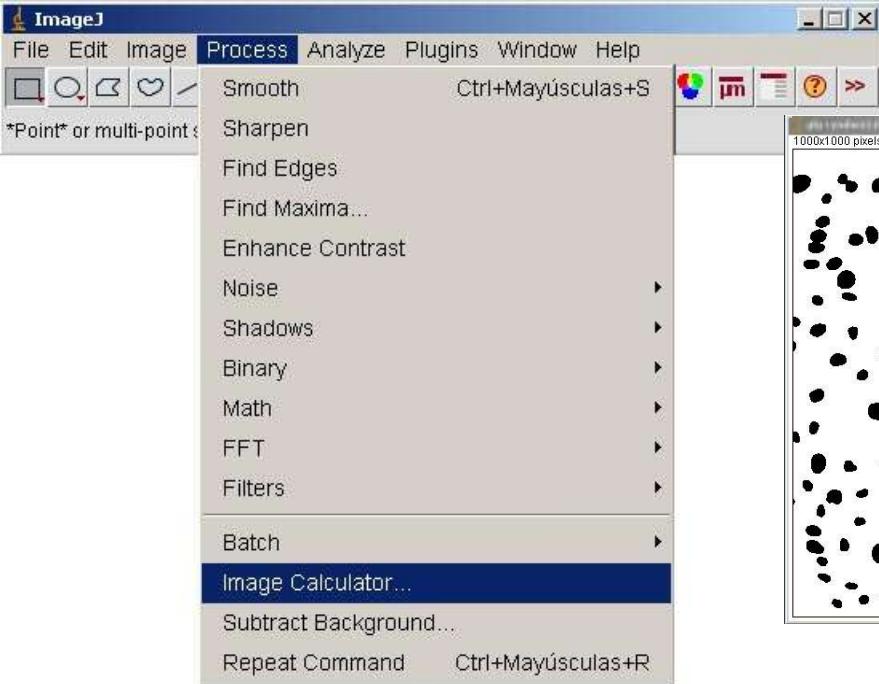 ImageJ
File Edit Image Process Analyze Plugins Window Help
µm
?
>>
*Point* or multi-point s
Smooth Ctrl+Mayúsculas+S
Sharpen
Find Edges
Find Maxima...
Enhance Contrast
Noise
Shadows
Binary
Math
FFT
Filters
Batch
Image Calculator...
Subtract Background...
Repeat Command Ctrl+Mayúsculas+R
1000x1000 pixels